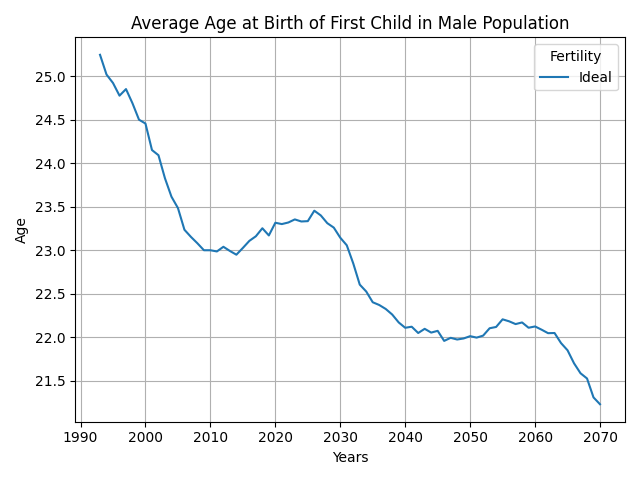 Average Age at Birth of First Child in Male Population
Fertility
Ideal
Age
25.0
24.5
24.0
23.5
23.0
22.5
22.0
21.5
1990 2000 2010 2020 2030 2040 2050 2060 2070
Years